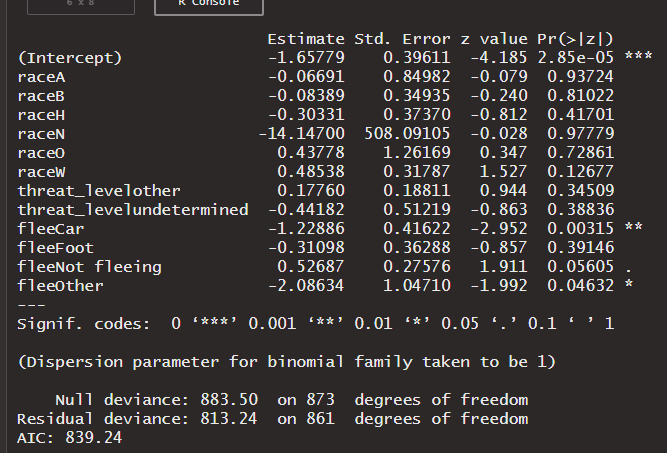 6 x 8
R Console
Estimate Std. Error z value Pr(>|z|)
(Intercept) -1.65779 0.39611 -4.185 2.85e-05 ***
raceA -0.06691 0.84982 -0.079 0.93724
raceB -0.08389 0.34935 -0.240 0.81022
raceH -0.30331 0.37370 -0.812 0.41701
raceN -14.14700 508.09105 -0.028 0.97779
raceO 0.43778 1.26169 0.347 0.72861
raceW 0.48538 0.31787 1.527 0.12677
threat_levelother 0.17760 0.18811 0.944 0.34509
threat_levelundetermined -0.44182 0.51219 -0.863 0.38836
fleeCar -1.22886 0.41622 -2.952 0.00315 **
fleeFoot -0.31098 0.36288 -0.857 0.39146
fleeNot fleeing 0.52687 0.27576 1.911 0.05605 .
fleeOther -2.08634 1.04710 -1.992 0.04632 *
---
Signif. codes: 0 ‘***’ 0.001 ‘**’ 0.01 ‘*’ 0.05 ‘.’ 0.1 ‘ ’ 1
(Dispersion parameter for binomial family taken to be 1)
Null deviance: 883.50 on 873 degrees of freedom
Residual deviance: 813.24 on 861 degrees of freedom
AIC: 839.24